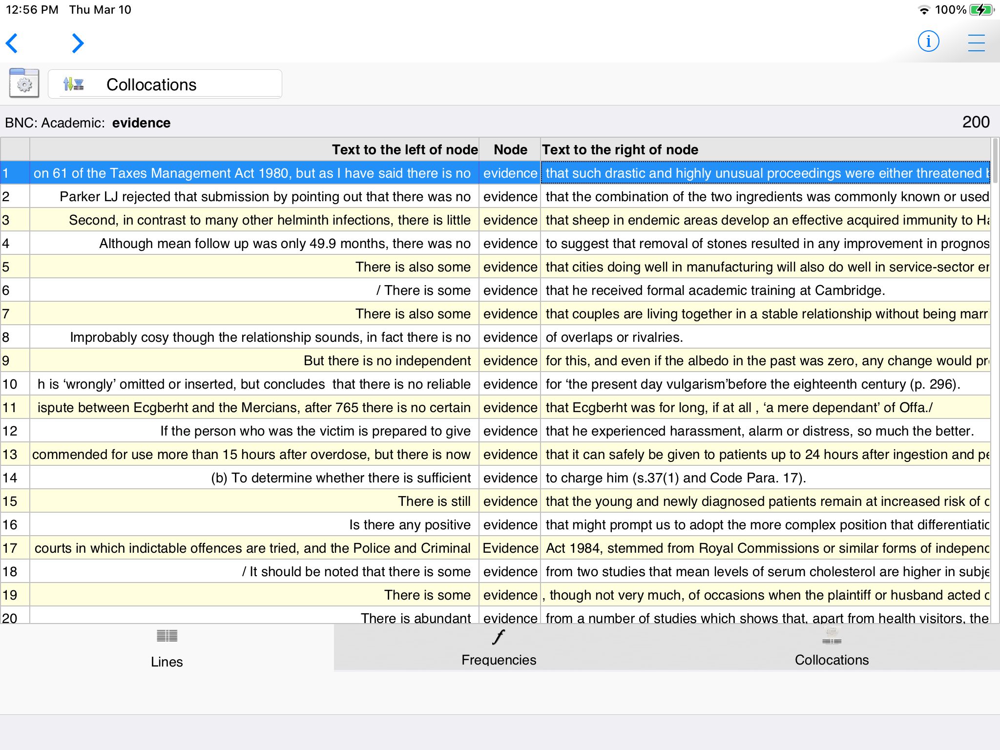 12:56 PM Thu Mar 10 100%
Collocations
BNC: Academic: evidence 200
Text to the left of node Node Text to the right of node
1 on 61 of the Taxes Management Act 1980, but as I have said there is no evidence that such drastic and highly unusual proceedings were either threatened
2 Parker LJ rejected that submission by pointing out that there was no evidence that the combination of the two ingredients was commonly known or used
3 Second, in contrast to many other helminth infections, there is little evidence that sheep in endemic areas develop an effective acquired immunity to Ha
4 Although mean follow up was only 49.9 months, there was no evidence to suggest that removal of stones resulted in any improvement in prognos
5 There is also some evidence that cities doing well in manufacturing will also do well in service-sector er
6 / There is some evidence that he received formal academic training at Cambridge.
7 There is also some evidence that couples are living together in a stable relationship without being marri
8 Improbably cosy though the relationship sounds, in fact there is no evidence of overlaps or rivalries.
9 But there is no independent evidence for this, and even if the albedo in the past was zero, any change would pr
10 h is ‘wrongly’ omitted or inserted, but concludes that there is no reliable evidence for ‘the present day vulgarism’before the eighteenth century (p. 296).
11 ispute between Ecgberht and the Mercians, after 765 there is no certain evidence that Ecgberht was for long, if at all , ‘a mere dependant’ of Offa./
12 If the person who was the victim is prepared to give evidence that he experienced harassment, alarm or distress, so much the better.
13 commended for use more than 15 hours after overdose, but there is now evidence that it can safely be given to patients up to 24 hours after ingestion and pe
14 (b) To determine whether there is sufficient evidence to charge him (s.37(1) and Code Para. 17).
15 There is still evidence that the young and newly diagnosed patients remain at increased risk of
16 Is there any positive evidence that might prompt us to adopt the more complex position that differentiatic
17 courts in which indictable offences are tried, and the Police and Criminal Evidence Act 1984, stemmed from Royal Commissions or similar forms of independ
18 / It should be noted that there is some evidence from two studies that mean levels of serum cholesterol are higher in subje
19 There is some evidence , though not very much, of occasions when the plaintiff or husband acted
20 There is abundant evidence from a number of studies which shows that, apart from health visitors, the
Lines Frequencies Collocations